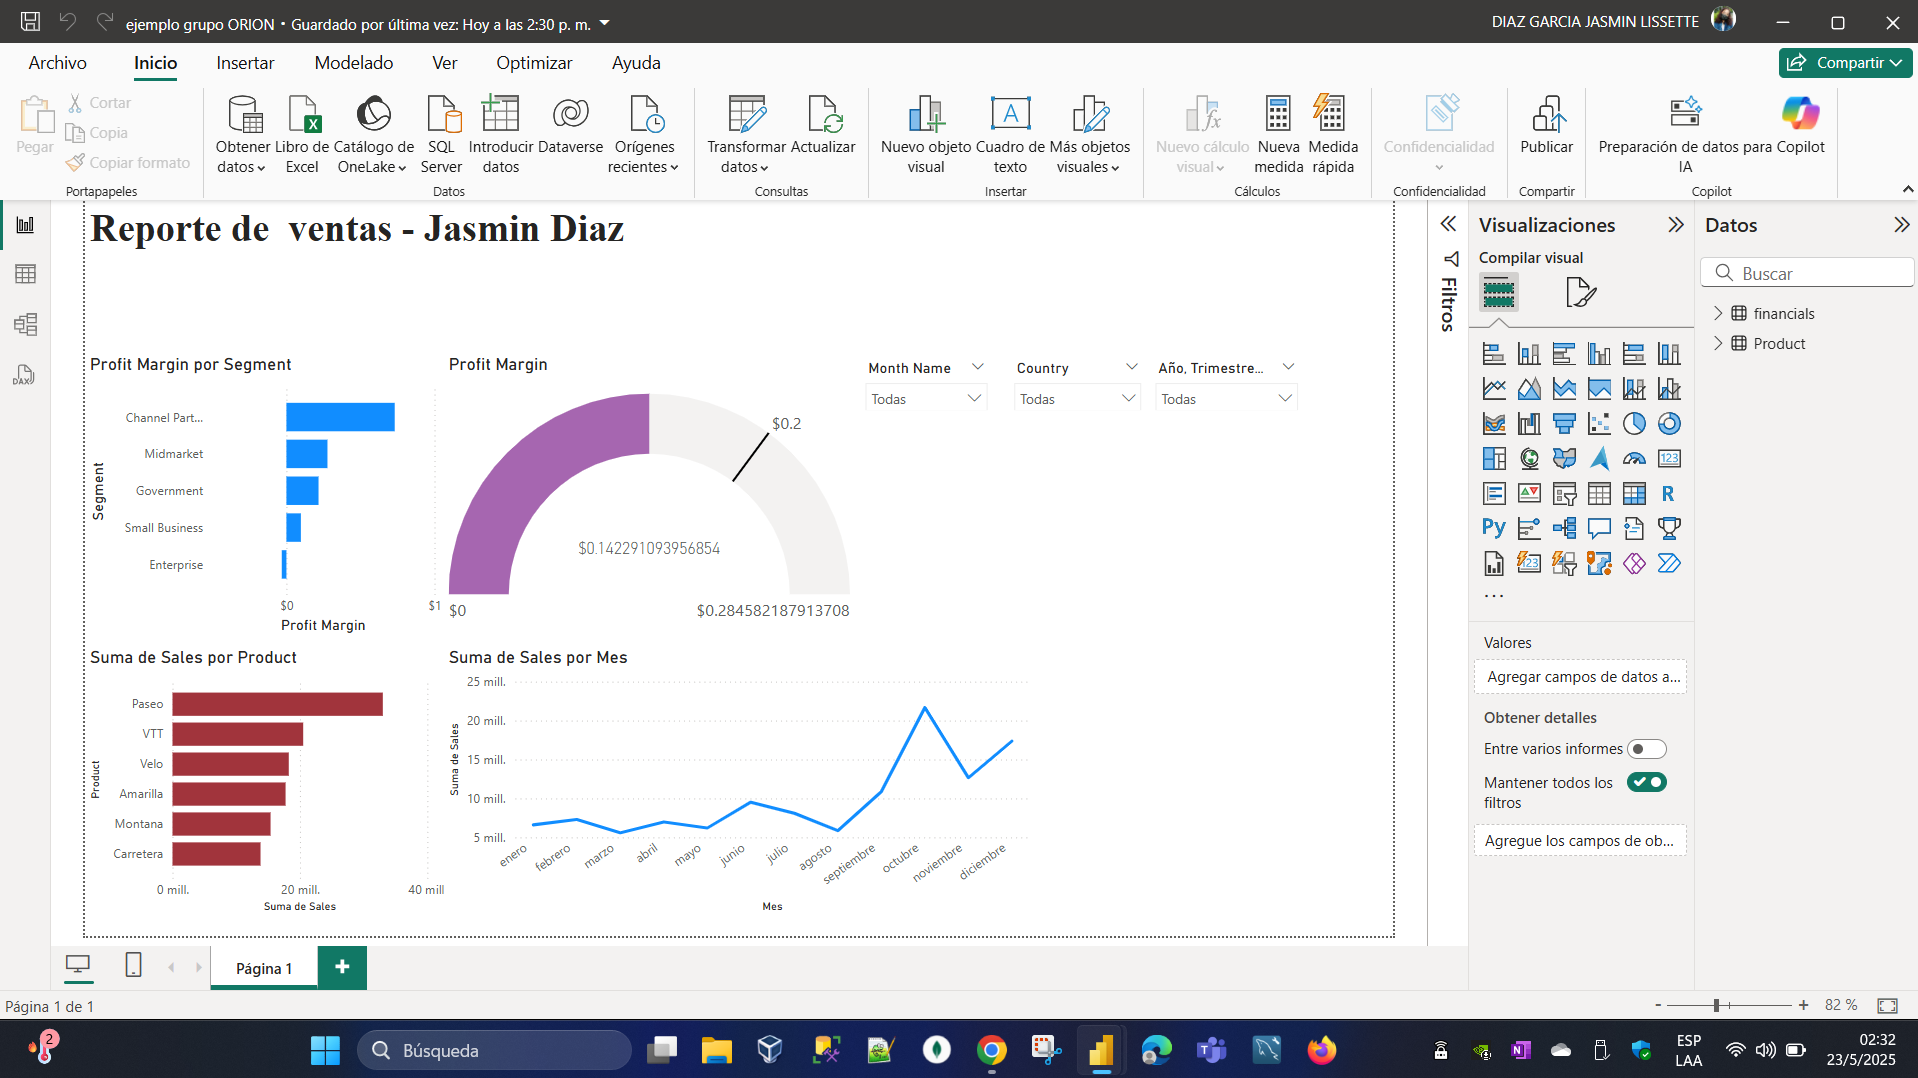 ejemplo grupo ORION • Guardado por última vez: Hoy a las 2:30 p. m.
DIAZ GARCIA JASMIN LISSETTE
Archivo Inicio Insertar Modelado Ver Optimizar Ayuda
Compartir
Pegar
Cortar
Copia
Copiar formato
Portapapeles
Obtener datos
Libro de Excel
Catálogo de OneLake
SQL Server
Introducir datos
Dataverse
Orígenes recientes
Datos
Transformar datos
Actualizar
Consultas
Nuevo objeto visual
A
Cuadro de texto
Más objetos visuales
Insertar
Nuevo cálculo visual
Nueva medida
Medida rápida
Cálculos
Confidencialidad
Confidencialidad
Publicar
Compartir
Preparación de datos para IA
Copilot
Copilot
DAX
Reporte de  ventas - Jasmin Diaz
Profit Margin por Segment
Segment
Channel Part...
Midmarket
Government
Small Business
Enterprise
$0 $1
Profit Margin
Profit Margin
$0.2
$0.142291093956854
$0
$0.284582187913708
Month Name
Todas
Country
Todas
Año, Trimestre...
Todas
Suma de Sales por Product
Product
Paseo
VTT
Velo
Amarilla
Montana
Carretera
0 mill. 20 mill. 40 mill
Suma de Sales
Suma de Sales por Mes
Suma de Sales
25 mill.
20 mill.
15 mill.
10 mill.
5 mill.
enero febrero marzo abril mayo junio julio agosto septiembre octubre noviembre diciembre
Mes
Filtros
Visualizaciones
Compilar visual
123
R
Py
123
...
Valores
Agregar campos de datos a...
Obtener detalles
Entre varios informes
Mantener todos los
filtros
Agregue los campos de ob...
Datos
Buscar
financials
Product
Página 1
+
Página 1 de 1
- + 82 %
2
Búsqueda
ESP
LAA
02:32
23/5/2025